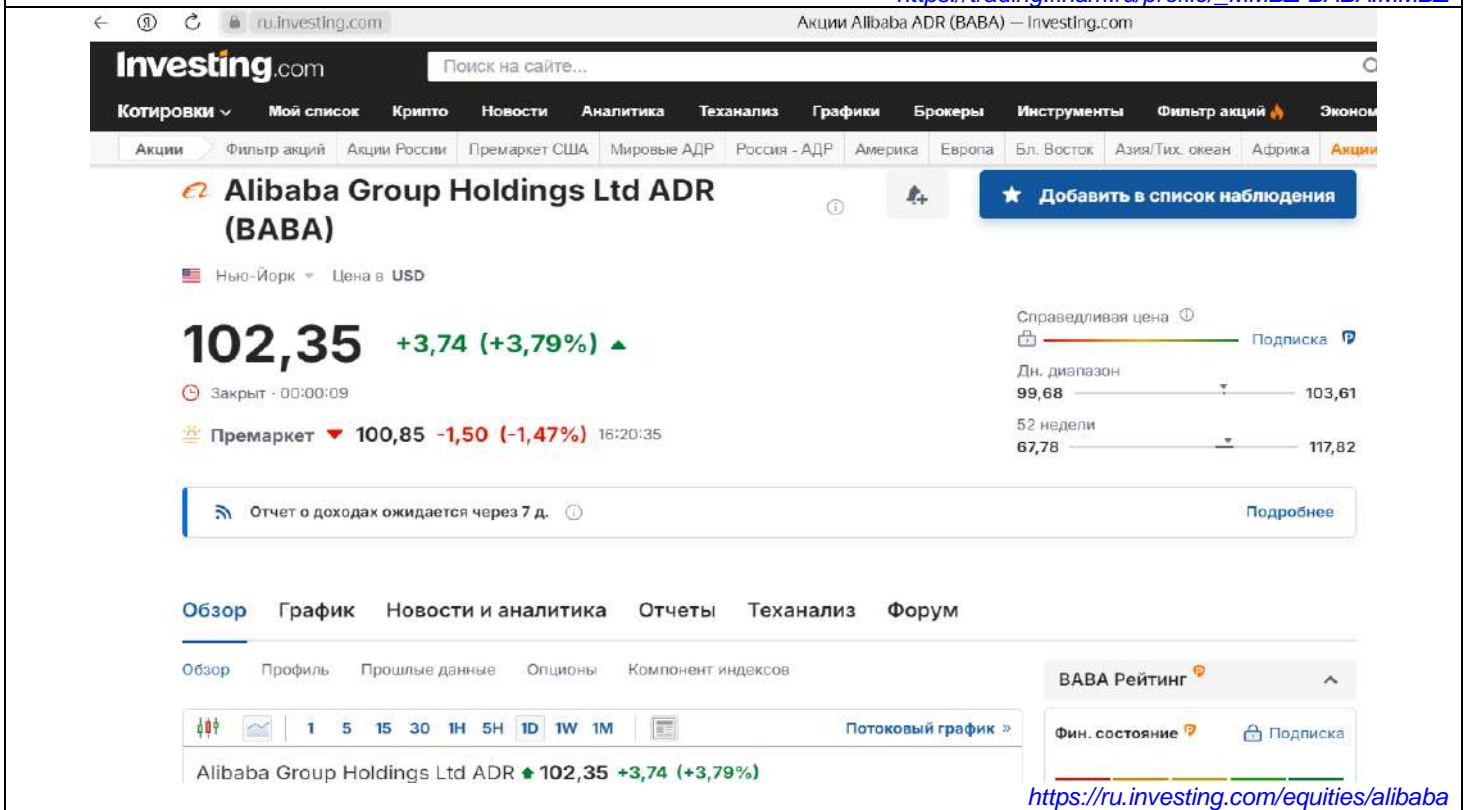 ru.investing.com
Акции Alibaba ADR (BABA) — Investing.com
Investing.com
Поиск на сайте...
Котировки Мой список Крипто Новости Аналитика Теханализ Графики Брокеры Инструменты Фильтр акций Эконом
Акции Фильтр акций Акции России Премаркет США Мировые АДР Россия - АДР Америка Европа Бл. Восток Азия/Тих. океан Африка Акции
Alibaba Group Holdings Ltd ADR
(BABA)
Добавить в список наблюдения
Нью-Йорк Цена в USD
102,35 +3,74 (+3,79%)
Закрыт · 00:00:09
Премаркет 100,85 -1,50 (-1,47%) 16:20:35
Справедливая цена
Подписка
Дн. диапазон
99,68 103,61
52 недели
67,78 117,82
Отчет о доходах ожидается через 7 д.
Подробнее
Обзор График Новости и аналитика Отчеты Теханализ Форум
Обзор Профиль Прошлые данные Опционы Компонент индексов
BABA Рейтинг
1 5 15 30 1H 5H 1D 1W 1M
Потоковый график »
Фин. состояние Подписка
Alibaba Group Holdings Ltd ADR 102,35 +3,74 (+3,79%)
https://ru.investing.com/equities/alibaba